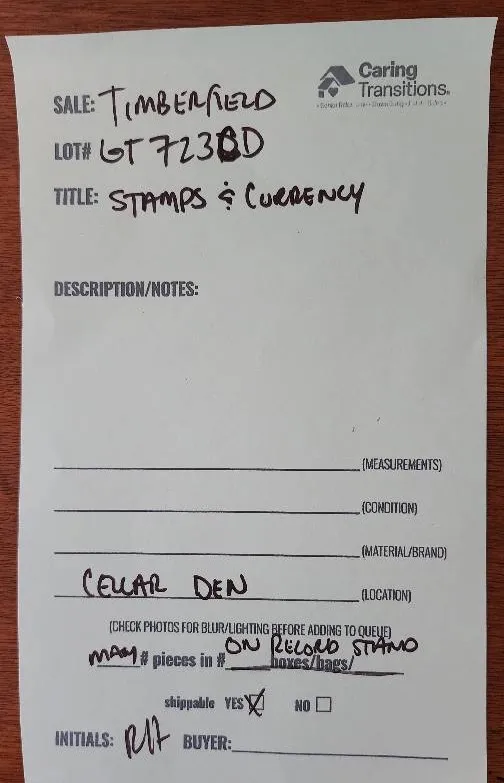 Caring
Transitions®
SALE: TIMBERFIELD
LOT# GT723BD
TITLE: STAMPS & CURRENCY
DESCRIPTION/NOTES:
(MEASUREMENTS)
(CONDITION)
(MATERIAL/BRAND)
CELLAR DEN (LOCATION)
(CHECK PHOTOS FOR BLUR/LIGHTING BEFORE ADDING TO QUEUE)
ON RECORD STAND
MANY # pieces in # boxes/bags/
shippable YES NO
INITIALS: BUYER: